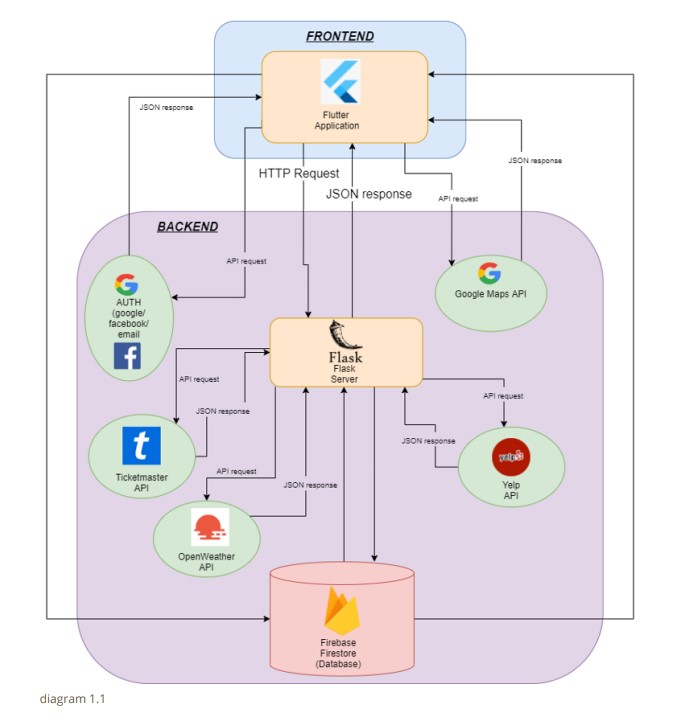 FRONTEND
Flutter
Application
JSON response
HTTP Request
JSON response
JSON response
API request
BACKEND
API request
AUTH
(google/
facebook/
email
Google Maps API
Flask
Flask
Server
API request
JSON response
API request
JSON response
t
Ticketmaster
API
API request
JSON response
yelp
Yelp
API
OpenWeather
API
Firebase
Firestore
(Database)
diagram 1.1